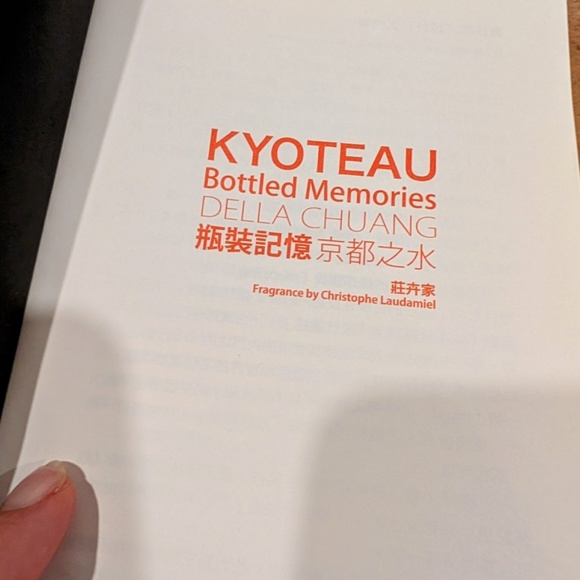 KYOTEAU
Bottled Memories
DELLA CHUANG
瓶裝記憶 京都之水
莊卉家
Fragrance by Christophe Laudamiel